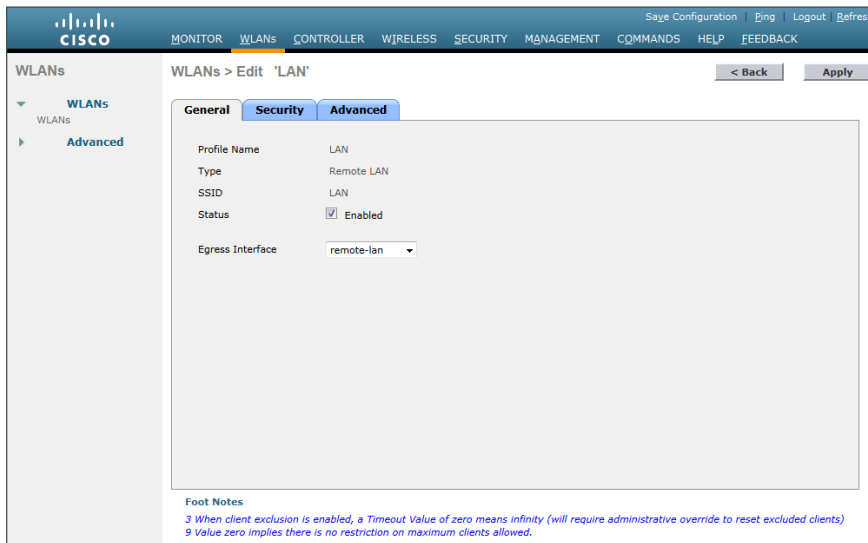 Save Configuration | Ping | Logout | Refres
CISCO
MONITOR WLANs CONTROLLER WIRELESS SECURITY MANAGEMENT COMMANDS HELP FEEDBACK
WLANs
WLANs > Edit 'LAN'
< Back
Apply
WLANs
WLANs
Advanced
General Security Advanced
Profile Name LAN
Type Remote LAN
SSID LAN
Status Enabled
Egress Interface remote-lan
Foot Notes
3 When client exclusion is enabled, a Timeout Value of zero means infinity (will require administrative override to reset excluded clients)
9 Value zero implies there is no restriction on maximum clients allowed.